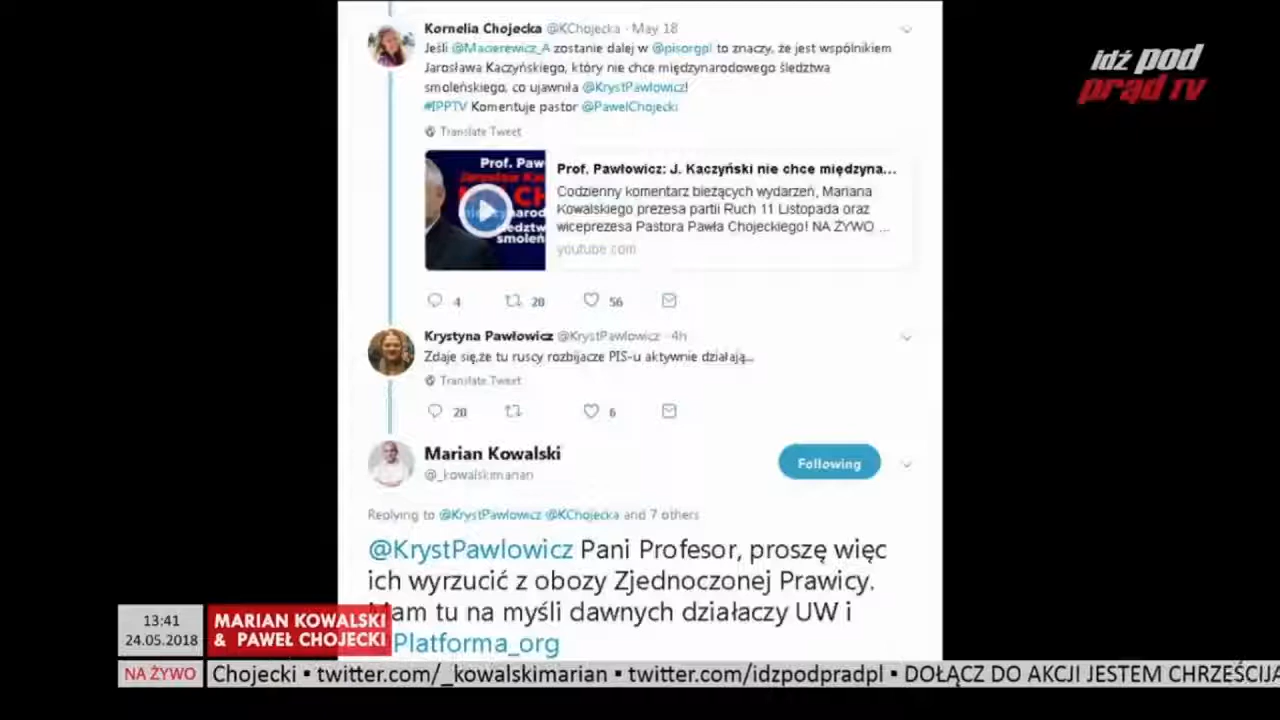 Kornelia Chojecka @KChojecka · May 18
Jeśli @Macierewicz_A zostanie dalej w @pisorgpl to znaczy, że jest wspólnikiem
Jarosława Kaczyńskiego, który nie chce międzynarodowego śledztwa
smoleńskiego, co ujawniła @KrystPawlowicz!
#IPPTV Komentuje pastor @PawelChojecki
Translate Tweet
Prof. Paw
Prof. Pawłowicz: J. Kaczyński nie chce międzyna...
Codzienny komentarz bieżących wydarzeń, Mariana
Kowalskiego prezesa partii Ruch 11 Listopada oraz
wiceprezesa Pastora Pawła Chojeckiego! NA ŻYWO ...
youtube.com
smoleń
4 20 56
Krystyna Pawłowicz @KrystPawlowicz · 4h
Zdaje się,że tu ruscy rozbijacze PIS-u aktywnie działają...
Translate Tweet
20 6
Marian Kowalski
@_kowalskimarian
Following
Replying to @KrystPawlowicz @KChojecka and 7 others
@KrystPawlowicz Pani Profesor, proszę więc
ich wyrzucić z obozy Zjednoczonej Prawicy.
Mam tu na myśli dawnych działaczy UW i
Platforma_org
idź pod
prąd TV
13:41
24.05.2018
MARIAN KOWALSKI
& PAWEŁ CHOJECKI
NA ŻYWO
Chojecki ▪ twitter.com/_kowalskimarian ▪ twitter.com/idzpodpradpl ▪ DOŁĄCZ DO AKCJI JESTEM CHRZEŚCIJA